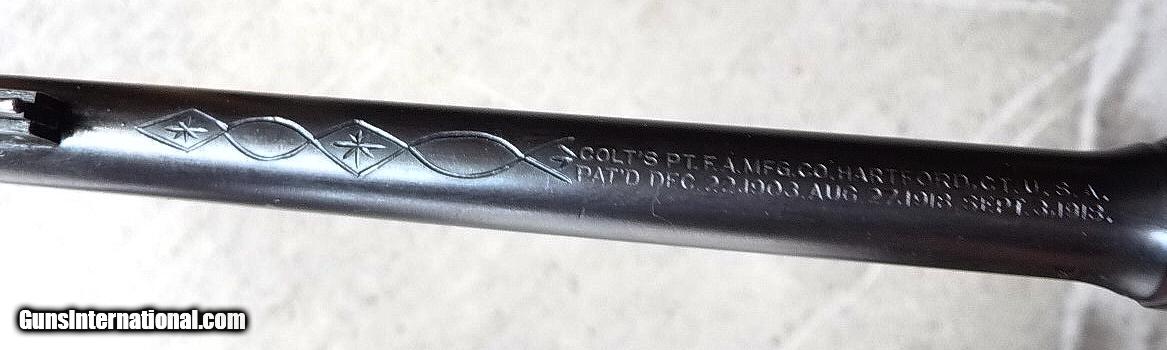 COLT'S PT. F. A. MFG. CO. HARTFORD, CT. U. S. A.
PAT'D DEC. 22.1903. AUG 27.1918 SEPT. 3.1918.
GunsInternational.com